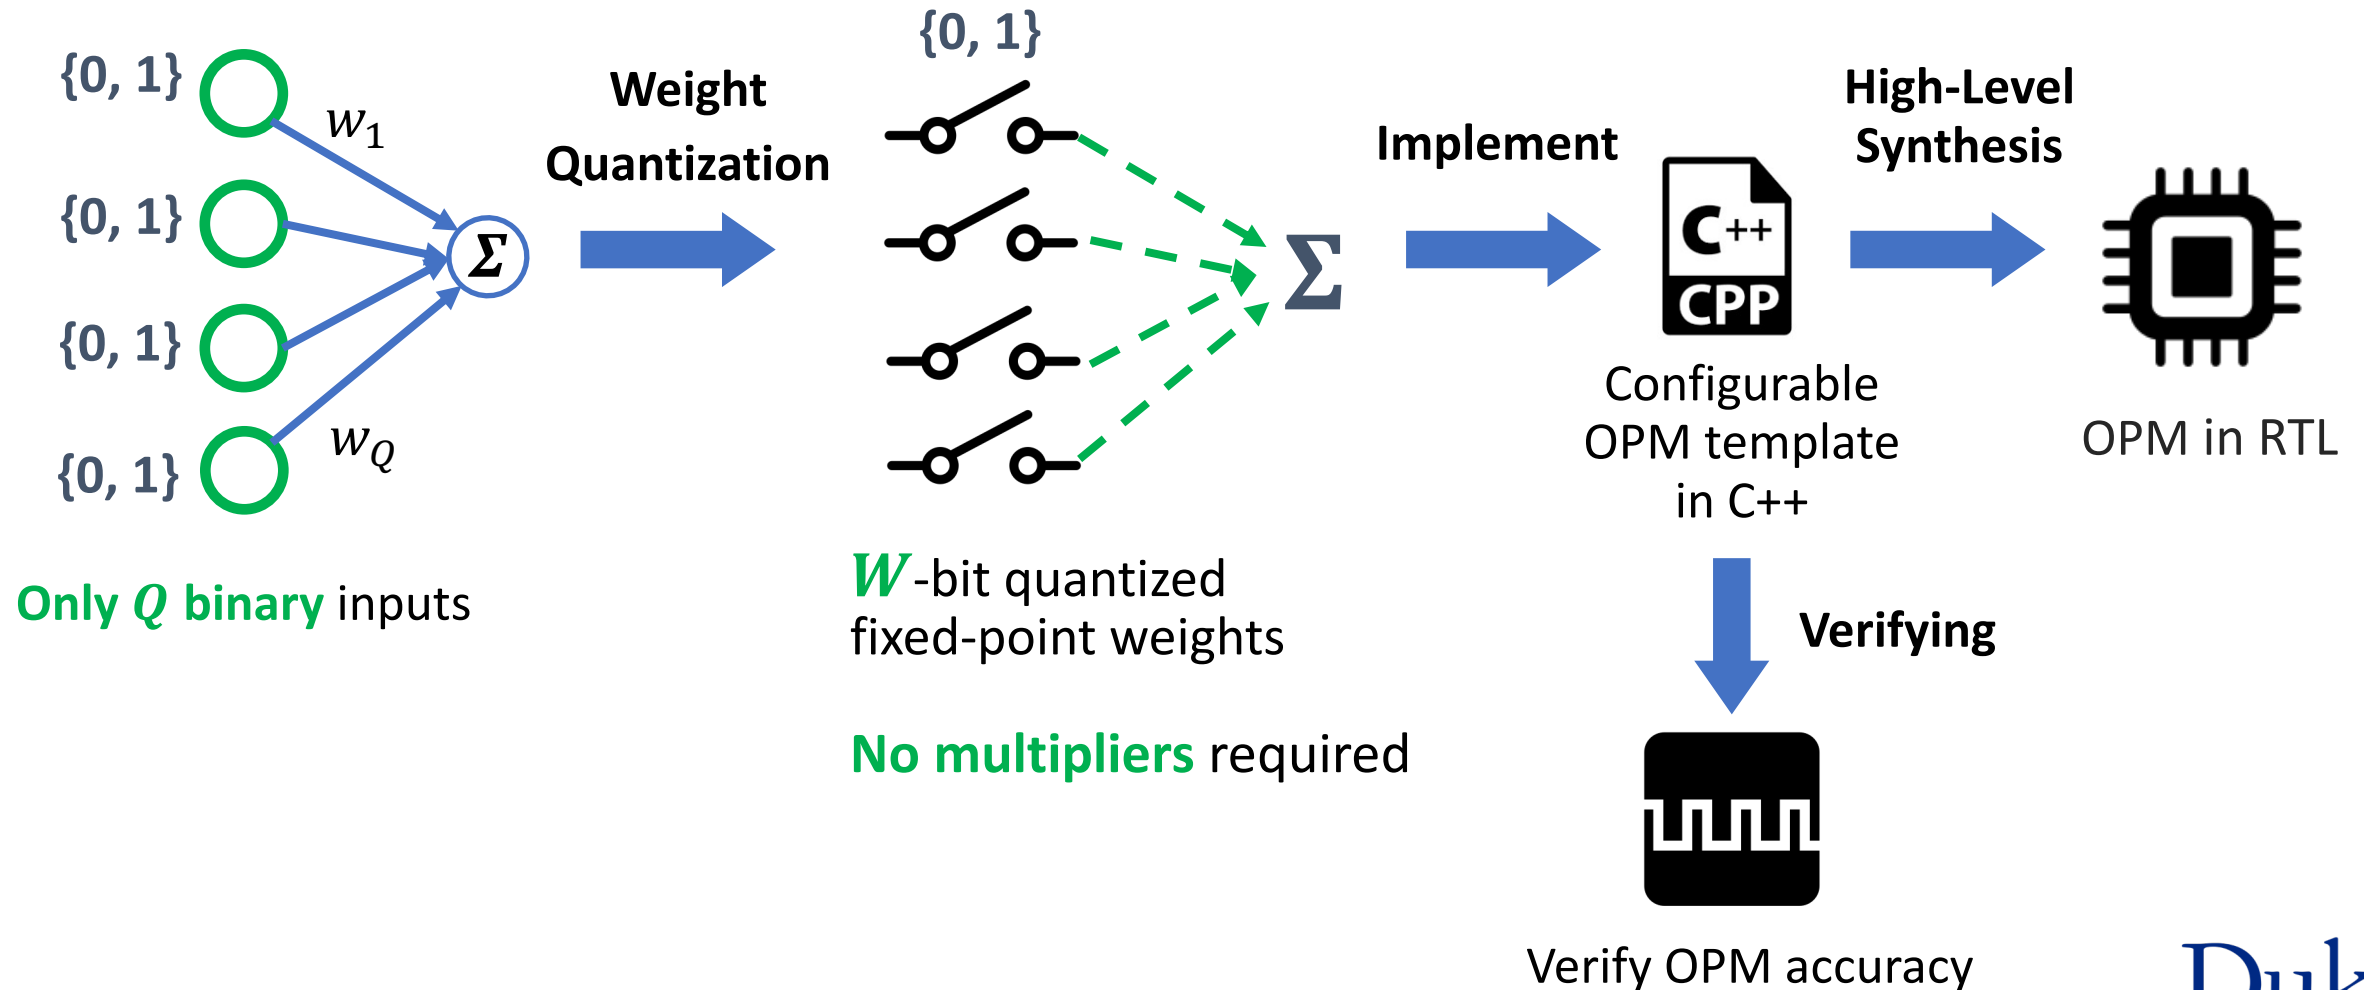 {0, 1}
{0, 1}
{0, 1}
{0, 1}
w1
wQ
Σ
Only Q binary inputs
Weight
Quantization
{0, 1}
Σ
W-bit quantized
fixed-point weights
No multipliers required
Implement
C++
CPP
Configurable
OPM template
in C++
High-Level
Synthesis
OPM in RTL
Verifying
Verify OPM accuracy